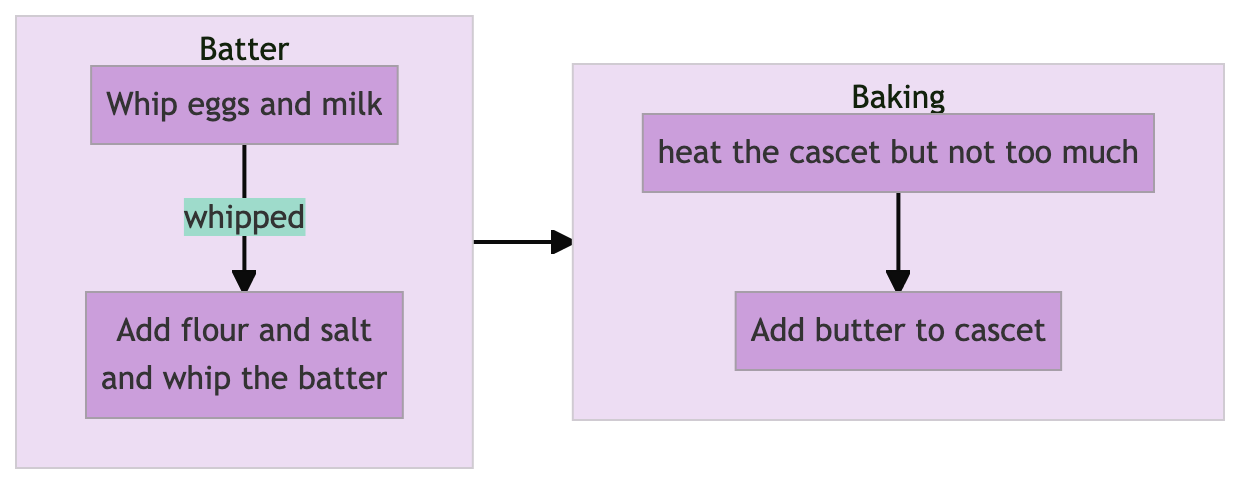 Batter
Whip eggs and milk
whipped
Add flour and salt
and whip the batter
Baking
heat the cascet but not too much
Add butter to cascet